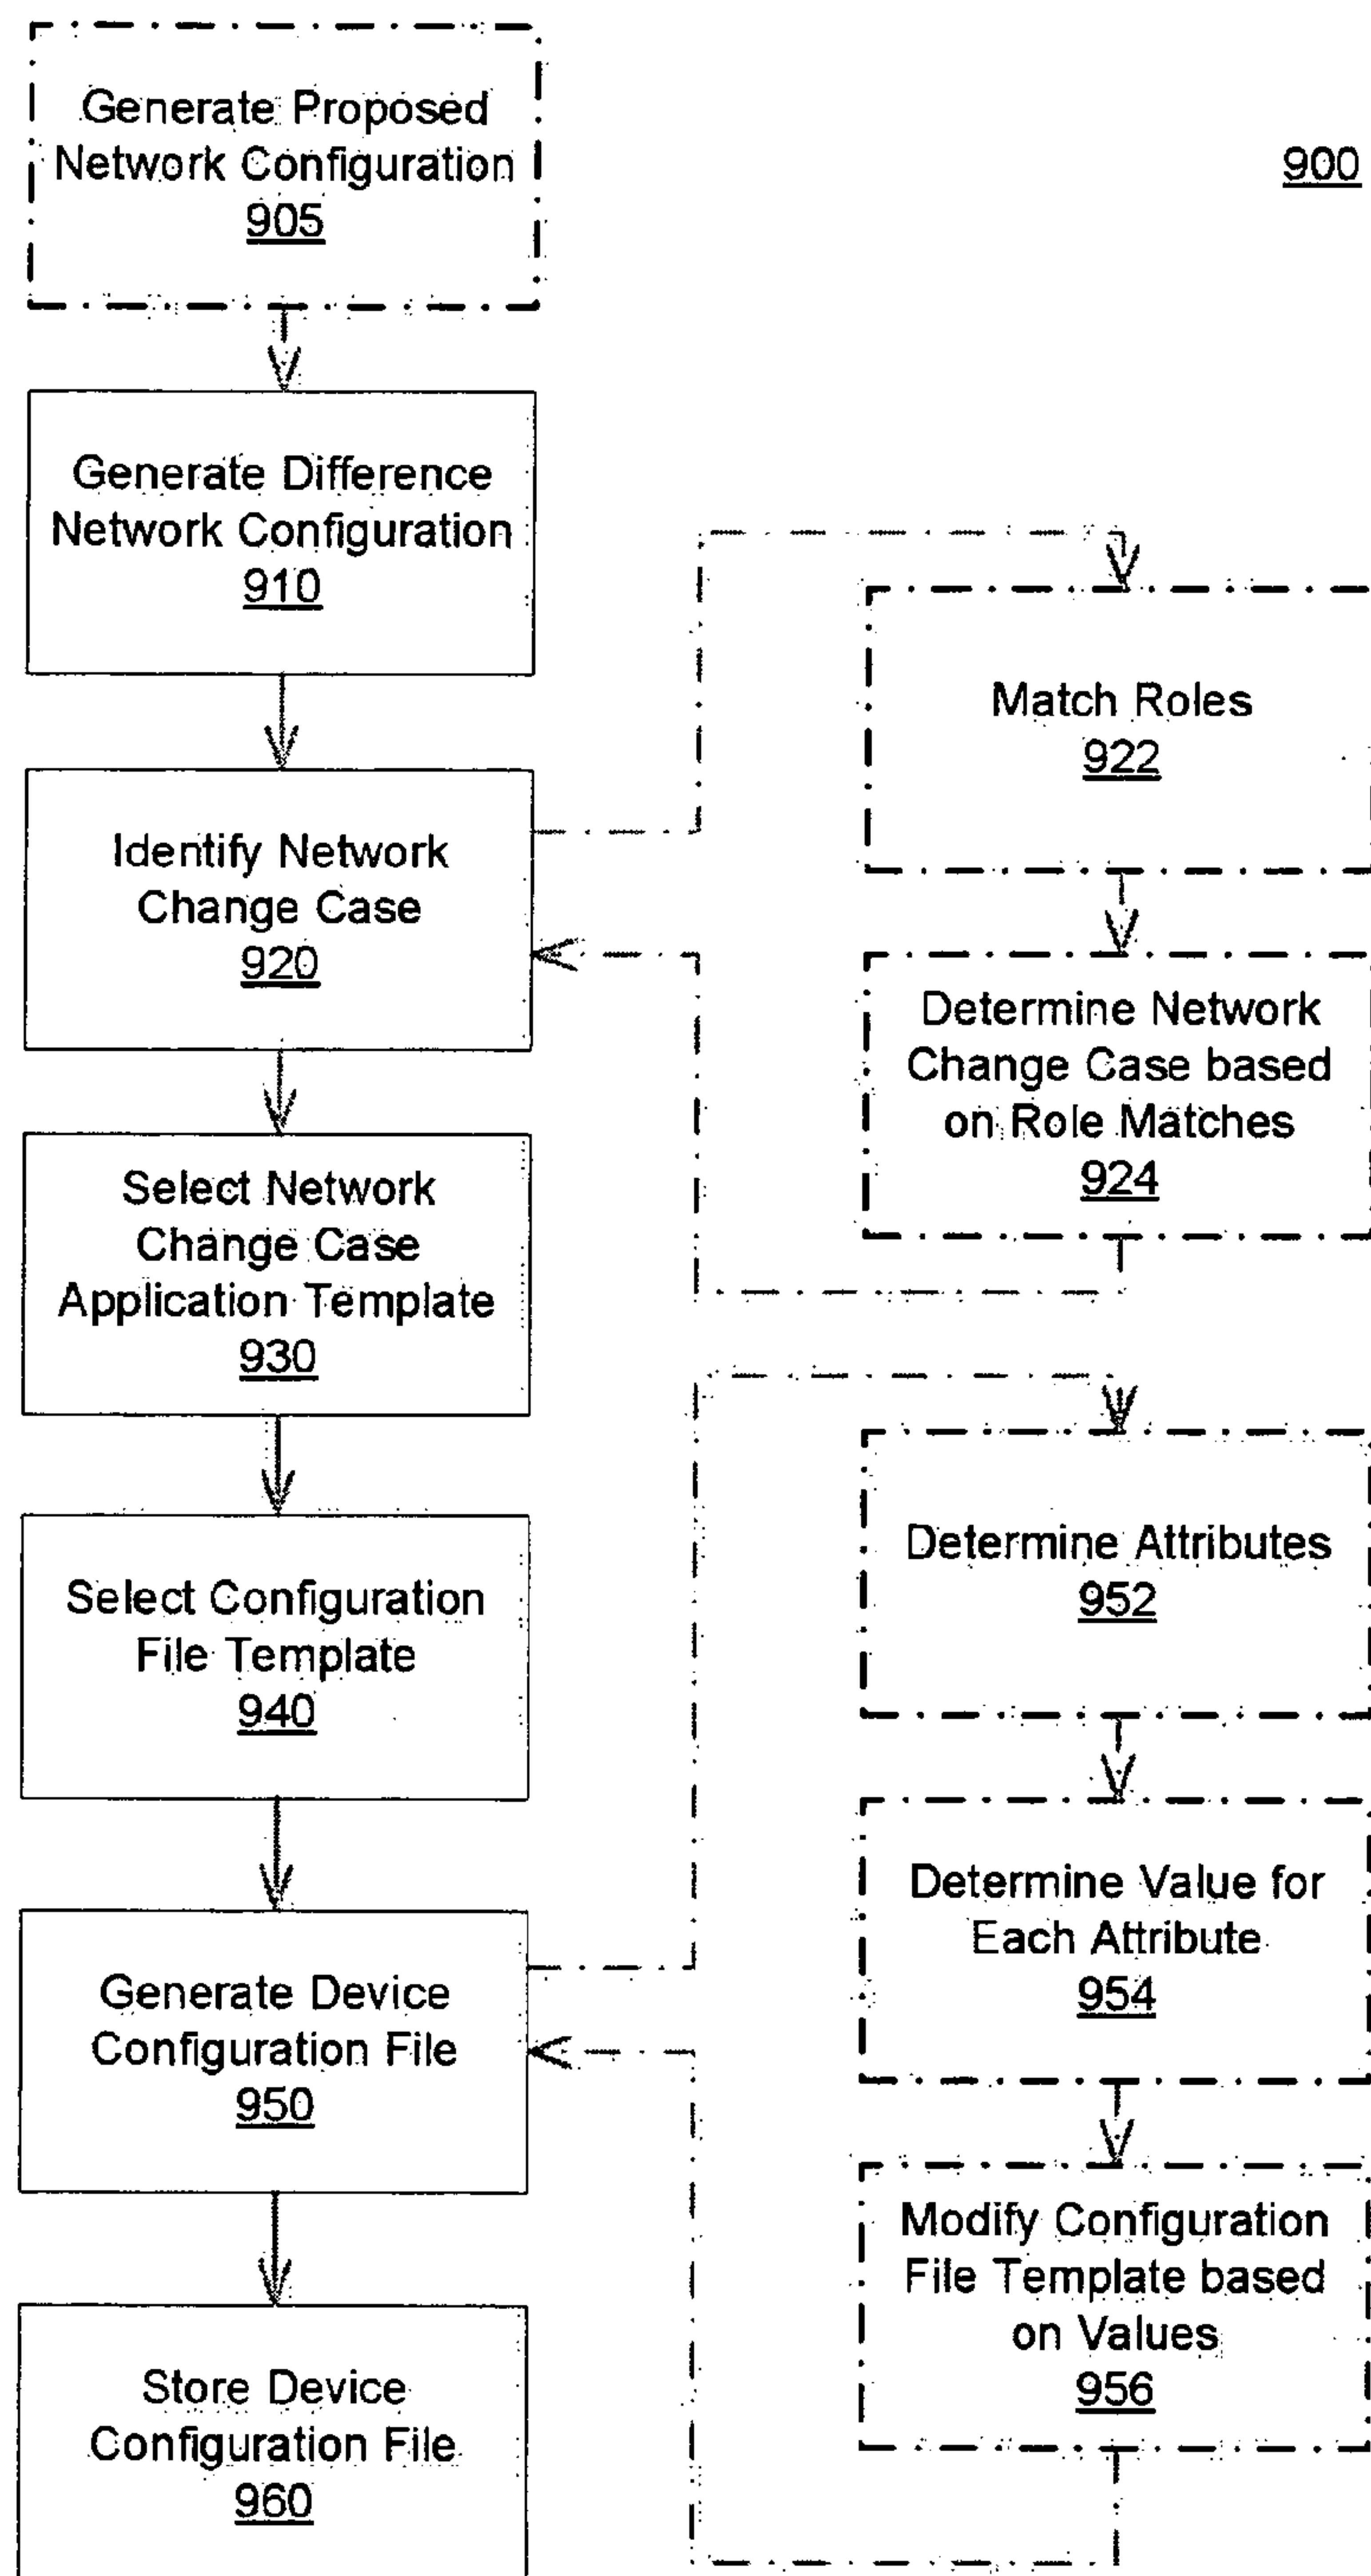 Generate Proposed
Network Configuration
905
900
Generate Difference
Network Configuration
910
Identify Network
Change Case
920
Match Roles
922
Determine Network
Change Case based
on Role Matches
924
Select Network
Change Case
Application Template
930
Select Configuration
File Template
940
Generate Device
Configuration File
950
Determine Attributes
952
Determine Value for
Each Attribute
954
Modify Configuration
File Template based
on Values
956
Store Device
Configuration File
960